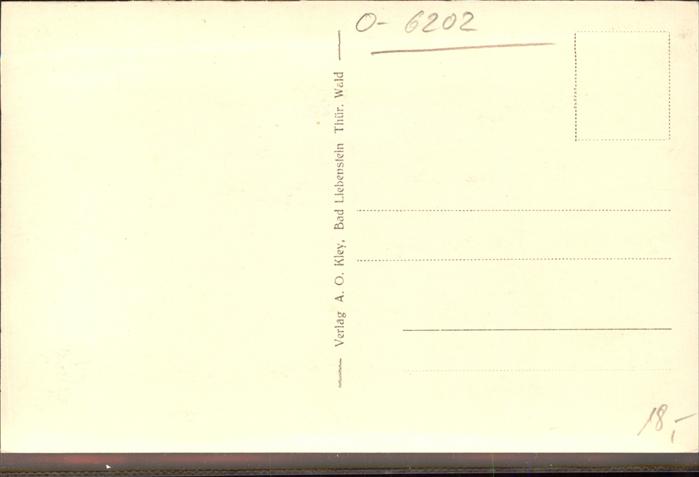 O- 6202
Verlag A. O. Kley, Bad Liebenstein Thür. Wald
18,-